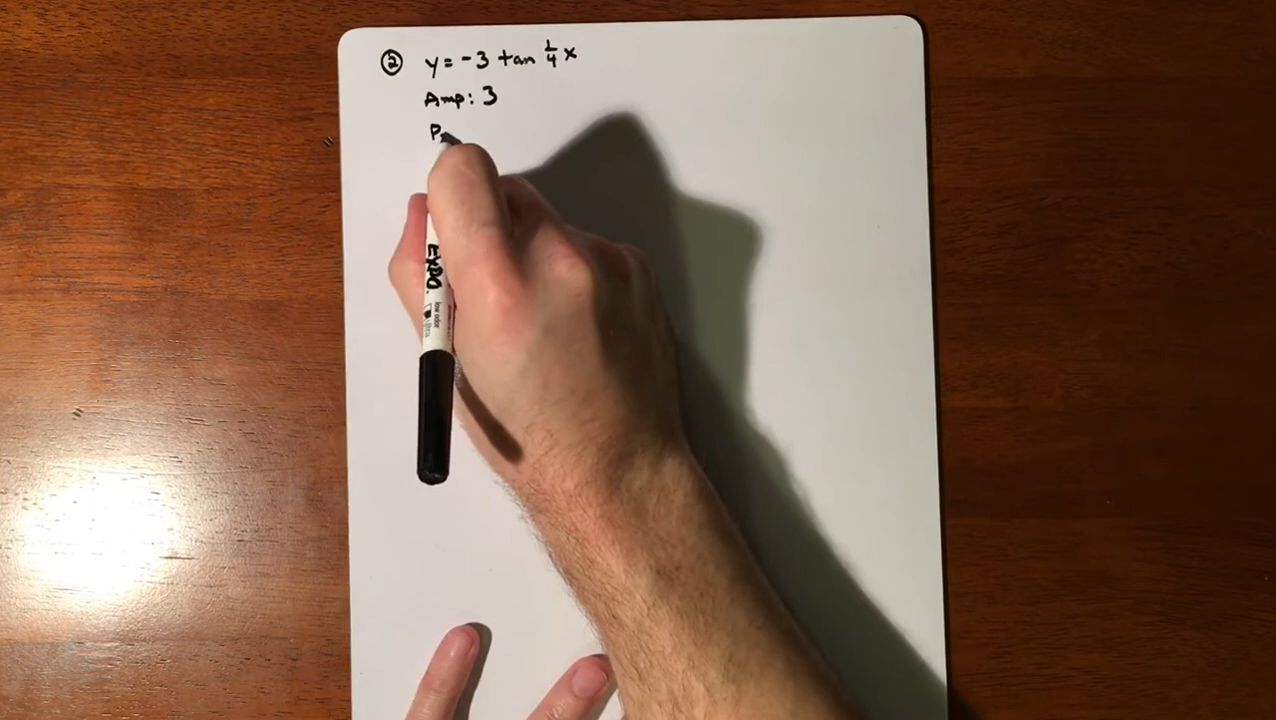 ② y = -3 tan 1/4 x
Amp: 3
P
EXPO
low odor